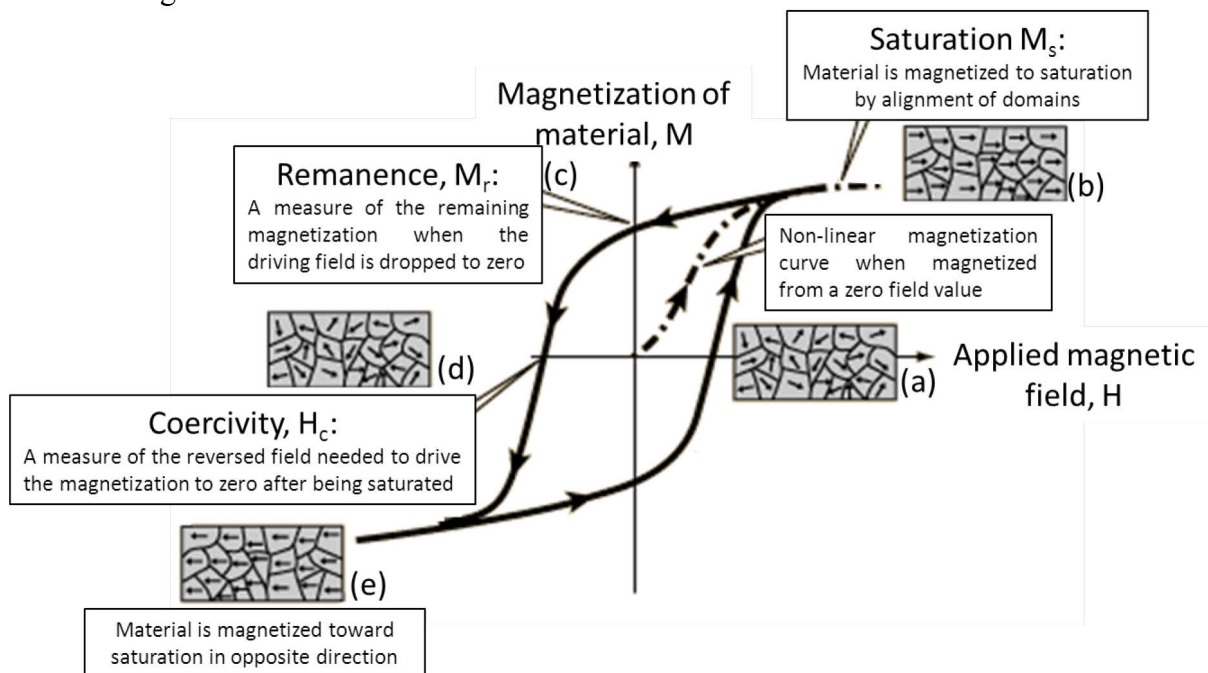 Saturation Ms:
Material is magnetized to saturation
by alignment of domains
Magnetization of
material, M
(b)
Remanence, Mr:
A measure of the remaining
magnetization when the
driving field is dropped to zero
(c)
Non-linear magnetization
curve when magnetized
from a zero field value
(d)
(a)
Applied magnetic
field, H
Coercivity, Hc:
A measure of the reversed field needed to drive
the magnetization to zero after being saturated
(e)
Material is magnetized toward
saturation in opposite direction